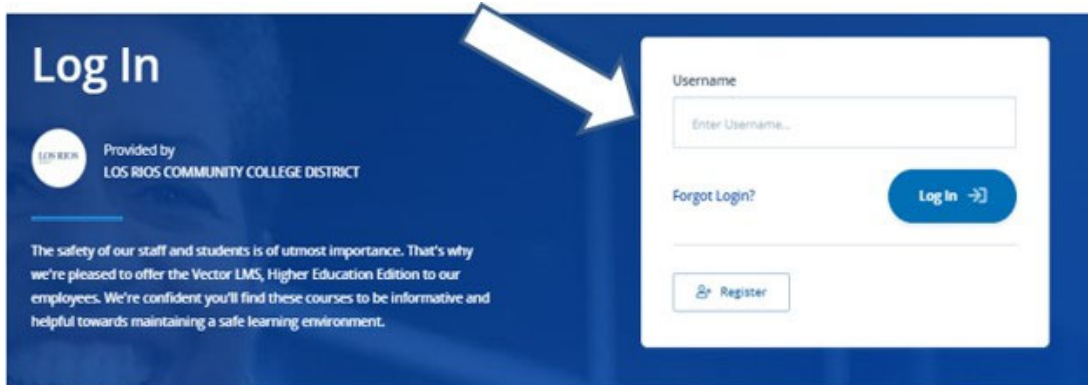 Log In
LOS RIOS
Provided by
LOS RIOS COMMUNITY COLLEGE DISTRICT
The safety of our staff and students is of utmost importance. That's why
we're pleased to offer the Vector LMS, Higher Education Edition to our
employees. We're confident you'll find these courses to be informative and
helpful towards maintaining a safe learning environment.
Username
Enter Username...
Forgot Login?
Log In
Register